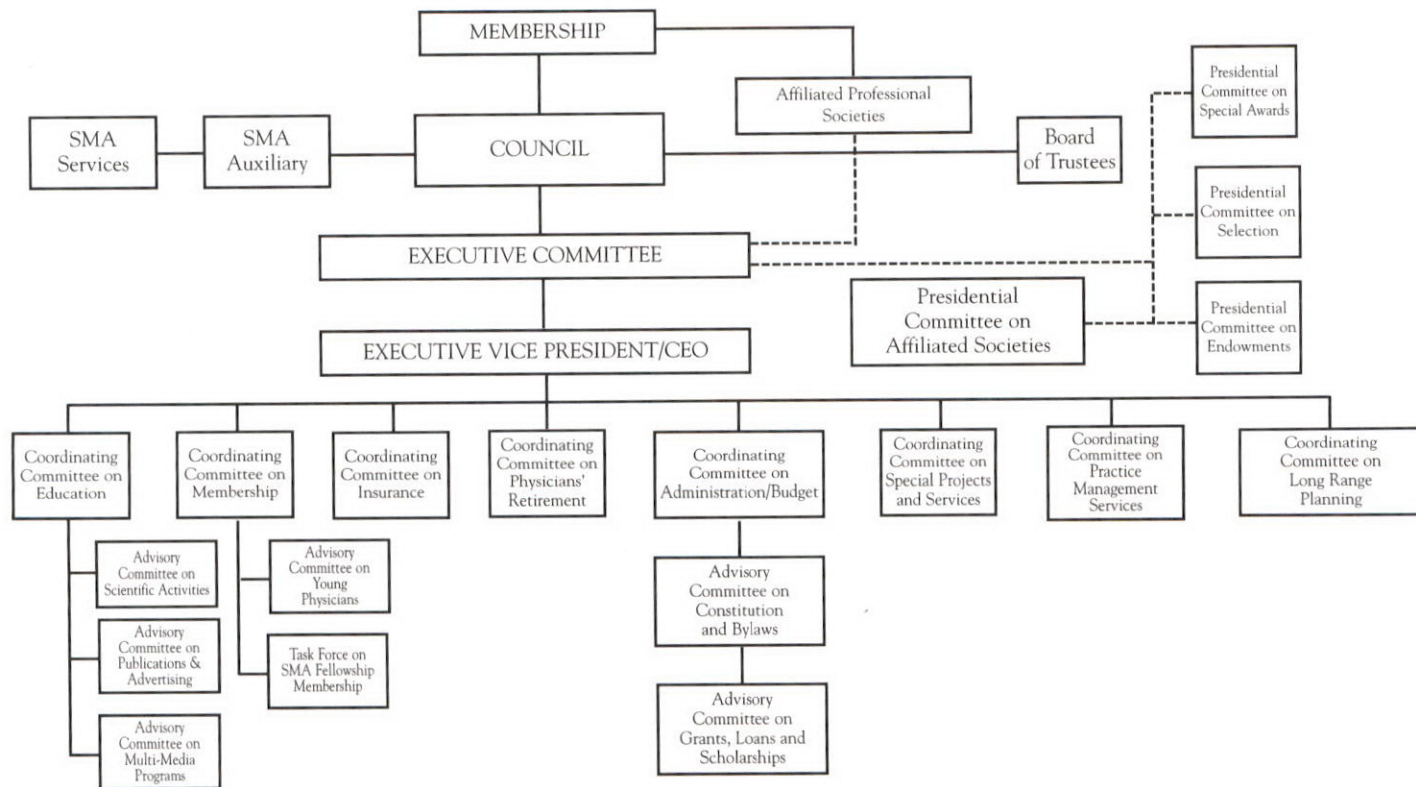 MEMBERSHIP
Affiliated Professional
Societies
Presidential
Committee on
Special Awards
SMA
Services
SMA
Auxiliary
COUNCIL
Board
of Trustees
Presidential
Committee on
Selection
EXECUTIVE COMMITTEE
Presidential
Committee on
Affiliated Societies
Presidential
Committee on
Endowments
EXECUTIVE VICE PRESIDENT/CEO
Coordinating
Committee on
Education
Coordinating
Committee on
Membership
Coordinating
Committee on
Insurance
Coordinating
Committee on
Physicians'
Retirement
Coordinating
Committee on
Administration/Budget
Coordinating
Committee on
Special Projects
and Services
Coordinating
Committee on
Practice
Management
Services
Coordinating
Committee on
Long Range
Planning
Advisory
Committee on
Scientific Activities
Advisory
Committee on
Young
Physicians
Advisory
Committee on
Constitution
and Bylaws
Advisory
Committee on
Publications &
Advertising
Task Force on
SMA Fellowship
Membership
Advisory
Committee on
Multi-Media
Programs
Advisory
Committee on
Grants, Loans and
Scholarships